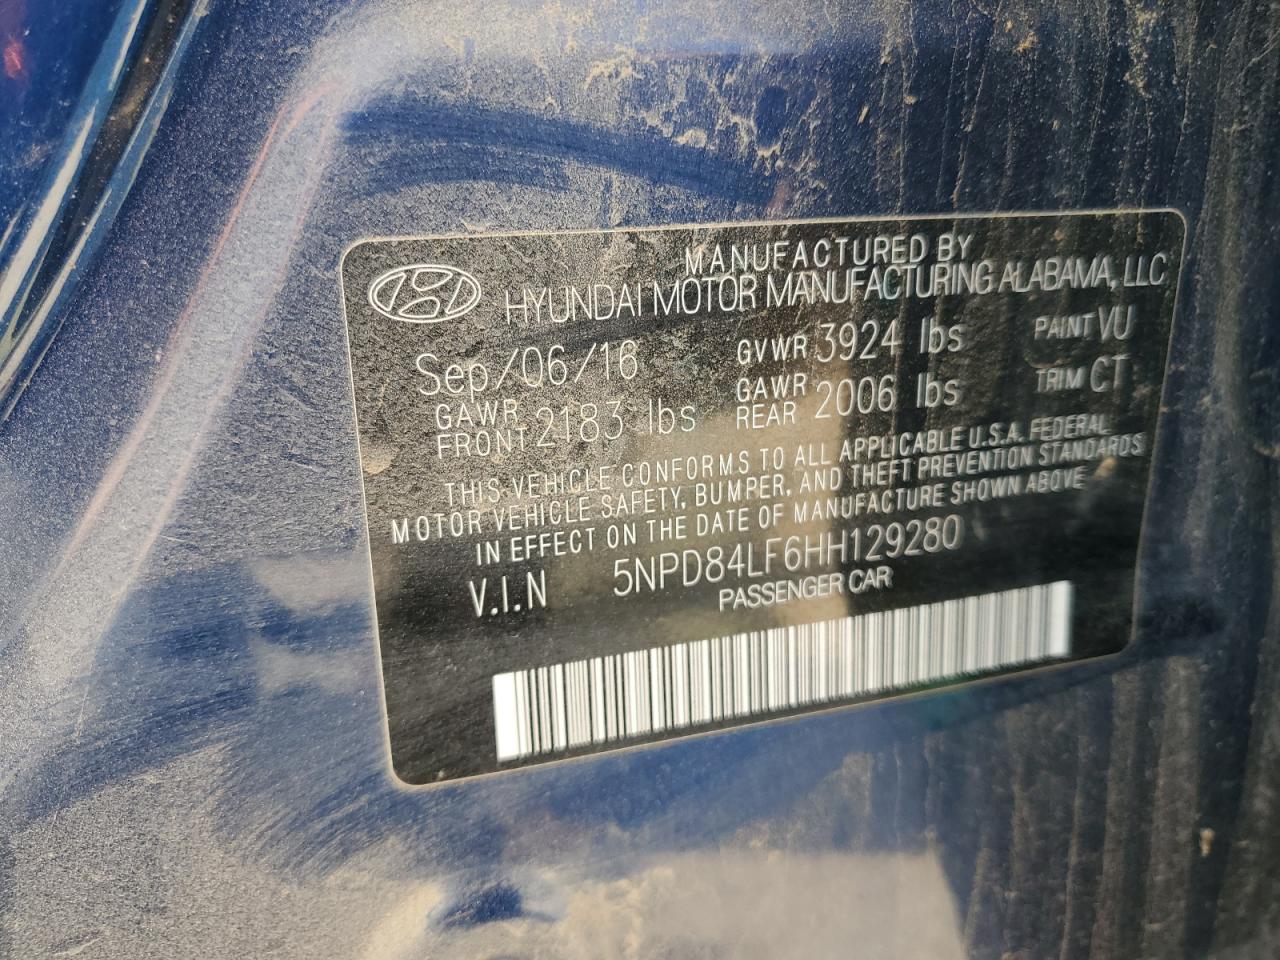 MANUFACTURED BY
HYUNDAI MOTOR MANUFACTURING ALABAMA, LLC
Sep/06/16 GVWR 3924 lbs PAINT VU
GAWR FRONT 2183 lbs GAWR REAR 2006 lbs TRIM CT
THIS VEHICLE CONFORMS TO ALL APPLICABLE U.S.A. FEDERAL
MOTOR VEHICLE SAFETY, BUMPER, AND THEFT PREVENTION STANDARDS
IN EFFECT ON THE DATE OF MANUFACTURE SHOWN ABOVE
V.I.N 5NPD84LF6HH129280
PASSENGER CAR